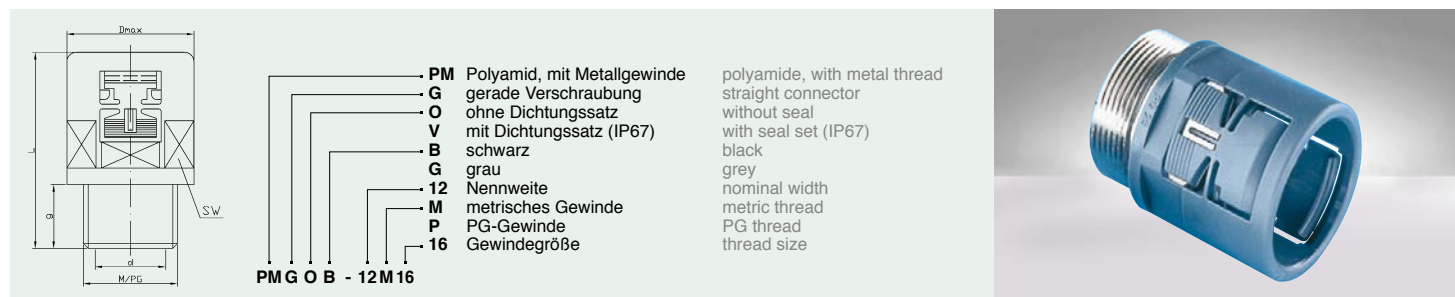 Dmax
L
g
SW
d
M/PG
PM Polyamid, mit Metallgewinde polyamide, with metal thread
G gerade Verschraubung straight connector
O ohne Dichtungssatz without seal
V mit Dichtungssatz (IP67) with seal set (IP67)
B schwarz black
G grau grey
12 Nennweite nominal width
M metrisches Gewinde metric thread
P PG-Gewinde PG thread
16 Gewindegröße thread size
PM G O B - 12 M 16